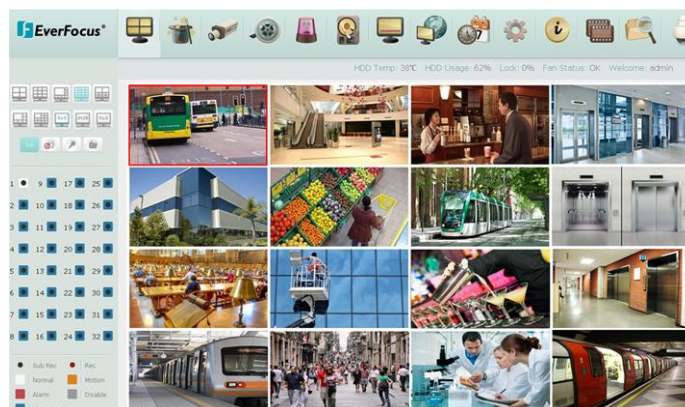 EverFocus®
HDD Temp: 38℃ HDD Usage: 62% Lock: 0% Fan Status: OK Welcome: admin
1 9 17 25
2 10 18 26
3 11 19 27
4 12 20 28
5 13 21 29
6 14 22 30
7 15 23 31
8 16 24 32
Sub Rec Rec
Normal Motion
Alarm Disable